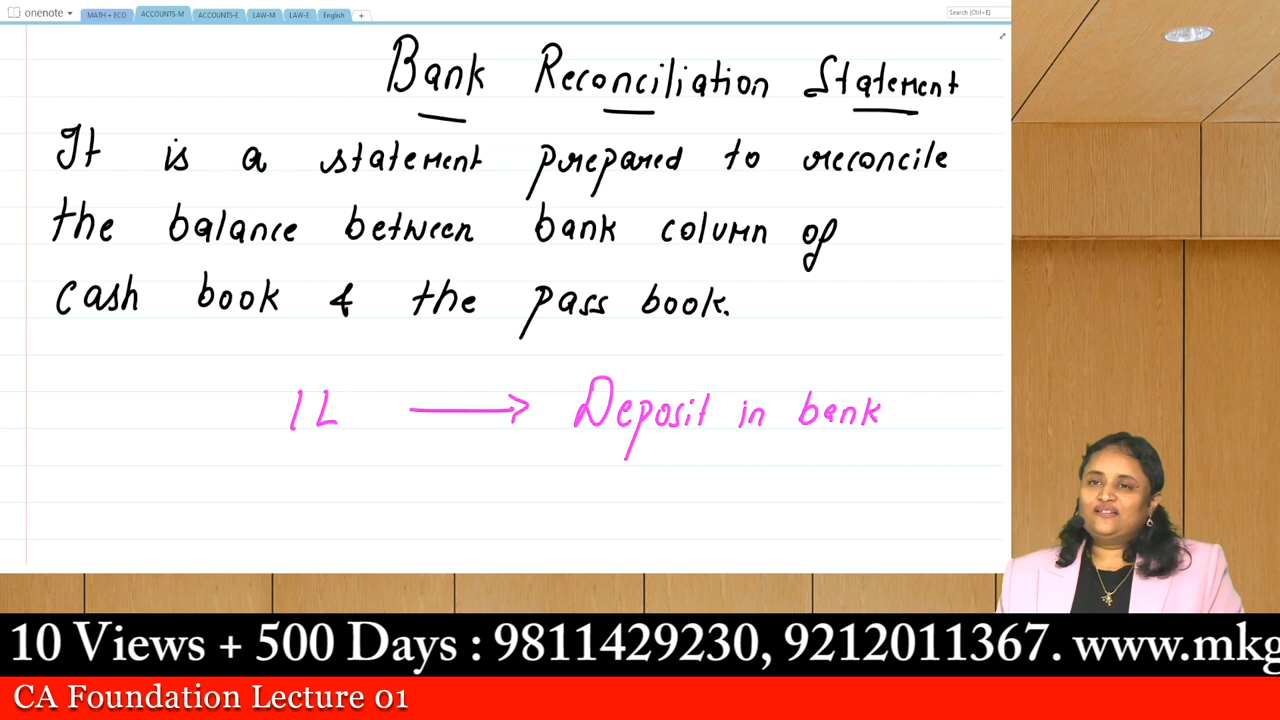 onenote
MATH + ECO ACCOUNTS-M ACCOUNTS-E LAW-M LAW-E English +
Search (Ctrl+E)
Bank Reconciliation Statement
It is a statement prepared to reconcile
the balance between bank column of
cash book & the pass book.
1L → Deposit in bank
10 Views + 500 Days : 9811429230, 9212011367. www.mkg
CA Foundation Lecture 01